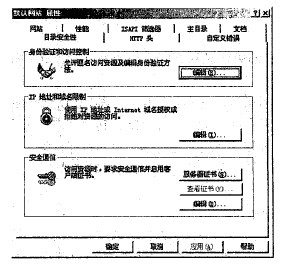 默认网站 属性
网站 性能 ISAPI 筛选器 主目录 文档
目录安全性 HTTP 头 自定义错误
身份验证和访问控制
允许匿名访问资源及编辑身份验证方
法。
编辑(E)...
IP 地址和域名限制
使用 IP 地址或 Internet 域名授权或
拒绝对资源的访问。
编辑(I)...
安全通信
访问资源时，要求安全通信并启用客
户端证书。
服务器证书(S)...
查看证书(V)...
编辑(D)...
确定 取消 应用(A) 帮助